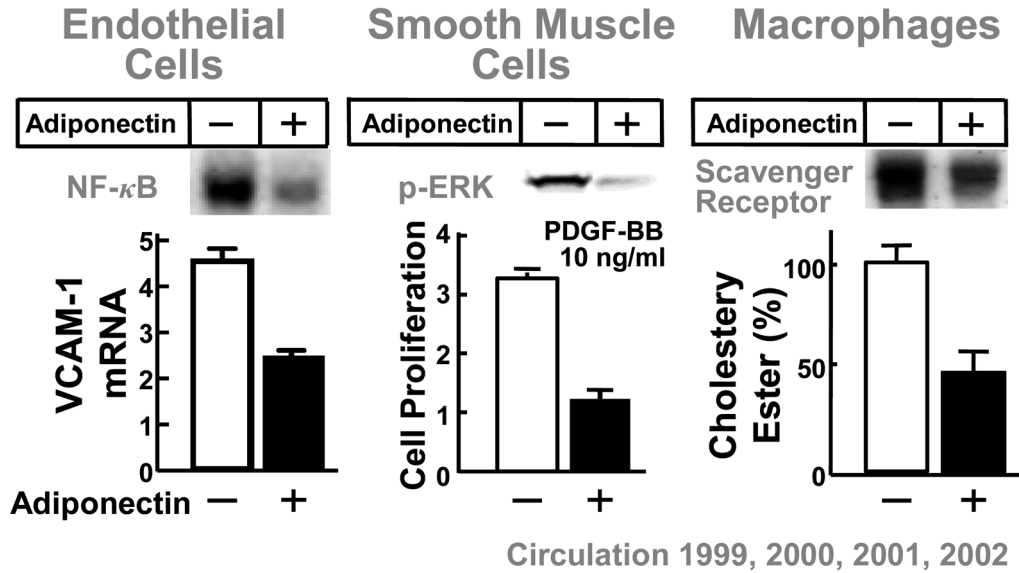 Endothelial
Cells
Smooth Muscle
Cells
Macrophages
Adiponectin − +
Adiponectin − +
Adiponectin − +
NF-κB
p-ERK
Scavenger
Receptor
VCAM-1
mRNA
5
4
3
2
1
0
Cell Proliferation
4
3
2
1
0
PDGF-BB
10 ng/ml
Cholestery
Ester (%)
100
50
0
Adiponectin − +
− +
− +
Circulation 1999, 2000, 2001, 2002